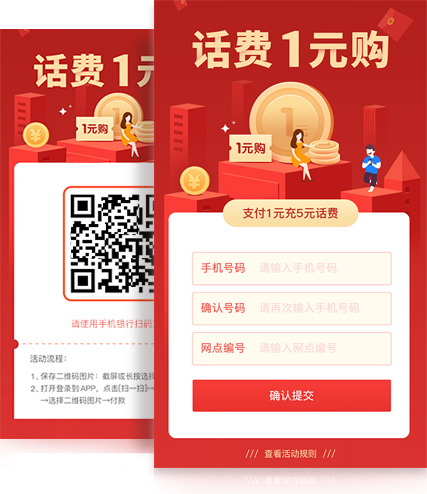 话费1元
1元购
请使用手机银行扫码
活动流程:
1、保存二维码图片:截屏或长按选择
2、打开登录到APP,点击[扫一扫]→
→选择二维码图片→付款
话费1元购
1
1元购
支付1元充5元话费
手机号码 请输入手机号码
确认号码 请再次输入手机号码
网点编号 请输入网点编号
确认提交
/// 查看活动规则 ///